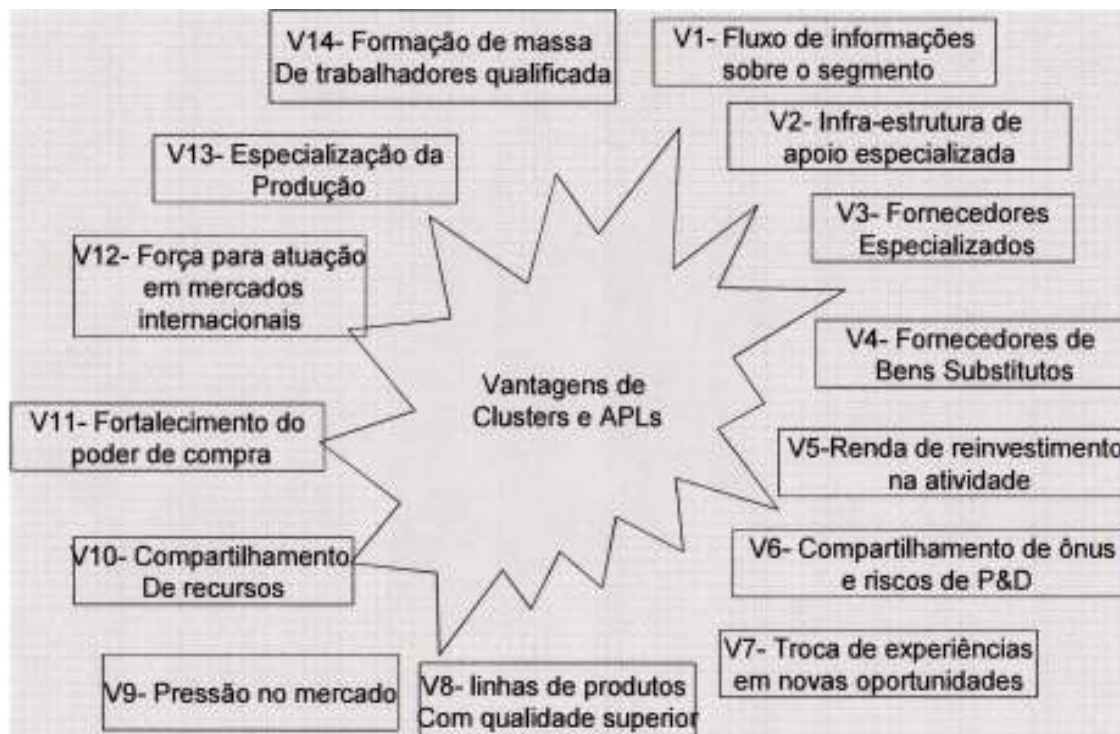 V14- Formação de massa
De trabalhadores qualificada
V1- Fluxo de informações
sobre o segmento
V2- Infra-estrutura de
apoio especializada
V13- Especialização da
Produção
V3- Fornecedores
Especializados
V12- Força para atuação
em mercados
internacionais
V4- Fornecedores de
Bens Substitutos
Vantagens de
Clusters e APLs
V11- Fortalecimento do
poder de compra
V5-Renda de reinvestimento
na atividade
V10- Compartilhamento
De recursos
V6- Compartilhamento de ônus
e riscos de P&D
V7- Troca de experiências
em novas oportunidades
V9- Pressão no mercado
V8- linhas de produtos
Com qualidade superior